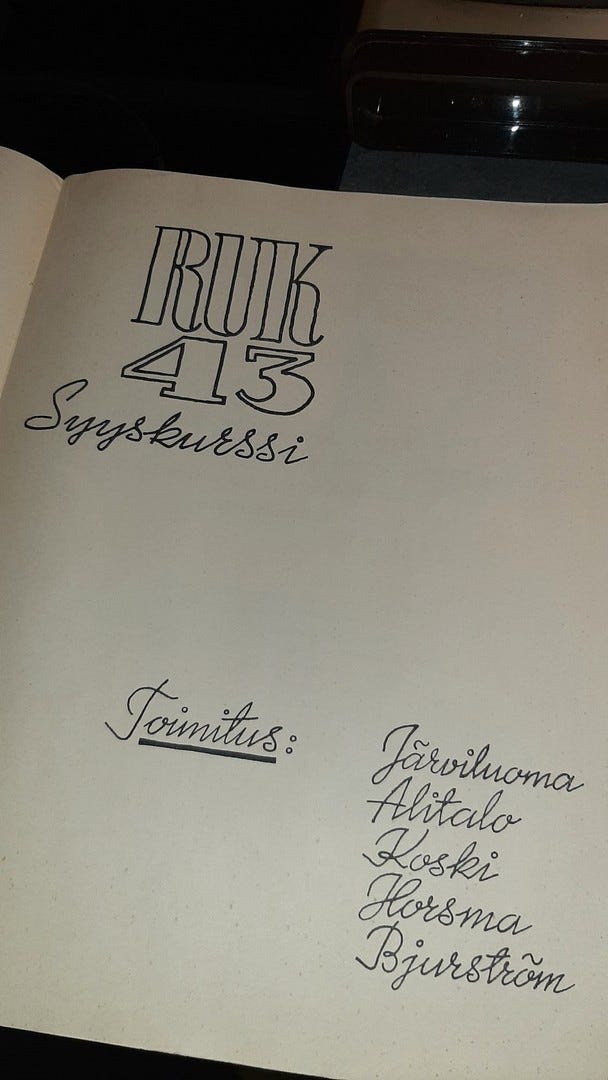 RUK
43
Syyskurssi
Toimitus:
Järviluoma
Alitalo
Koski
Horsma
Bjurström